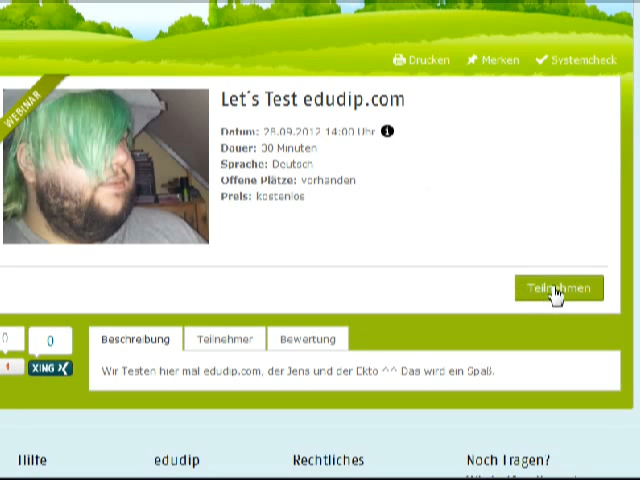 Drucken Merken Systemcheck
WEBINAR
Let´s Test edudip.com
Datum: 28.09.2012 14:00 Uhr
Dauer: 30 Minuten
Sprache: Deutsch
Offene Plätze: vorhanden
Preis: kostenlos
Teilnehmen
0
0
XING
Beschreibung Teilnehmer Bewertung
Wir Testen hier mal edudip.com, der Jens und der Ekto ^^ Das wird ein Spaß.
Hilfe edudip Rechtliches Noch Fragen?